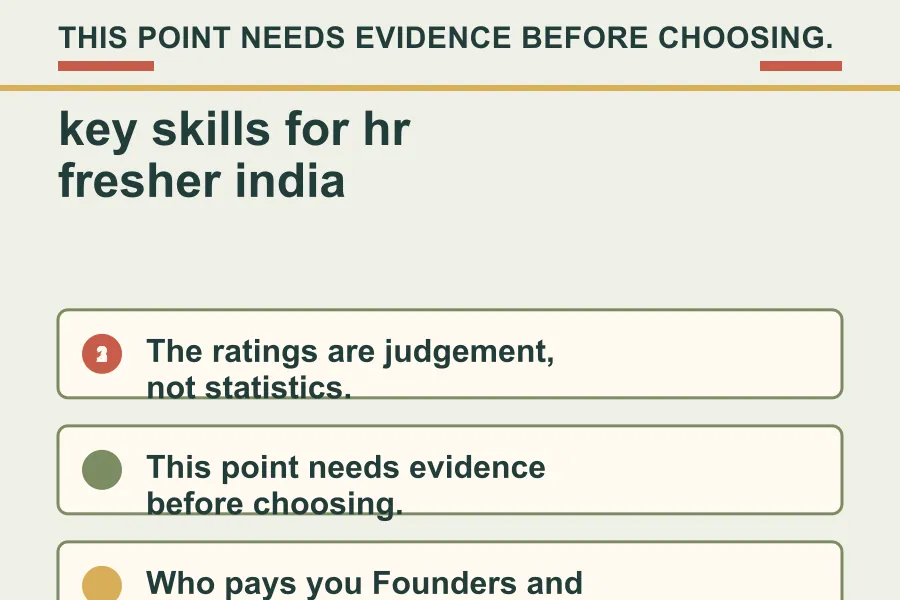 THIS POINT NEEDS EVIDENCE BEFORE CHOOSING.
key skills for hr
fresher india
The ratings are judgement,
not statistics.
This point needs evidence
before choosing.
Who pays you Founders and